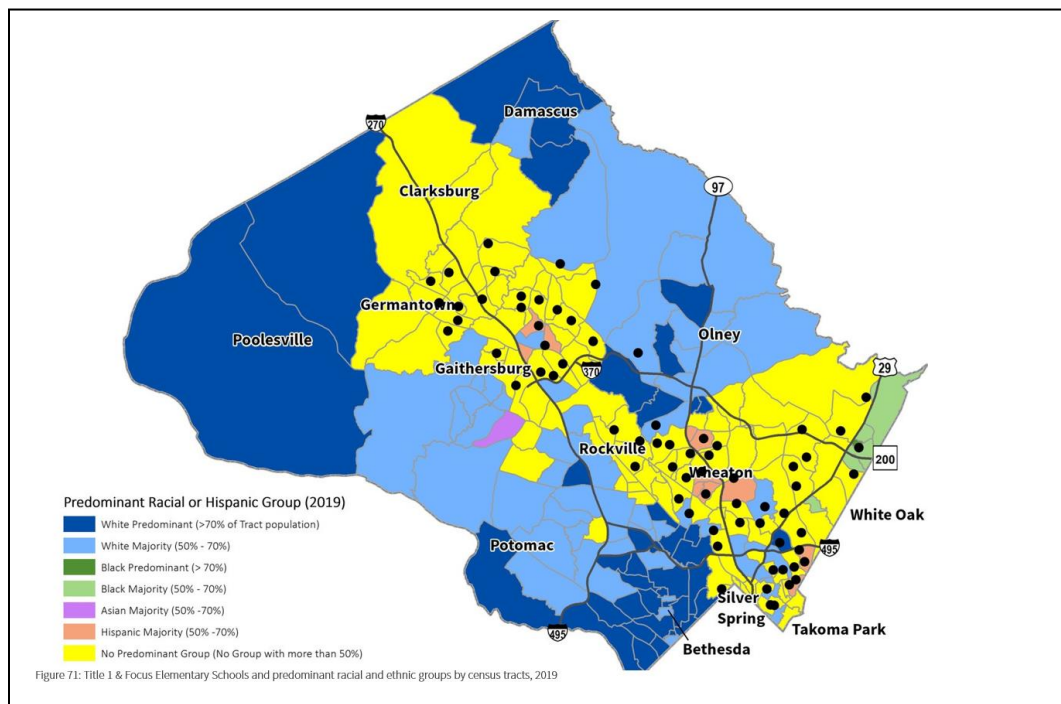 Damascus
270
97
Clarksburg
Germantown
Olney
Poolesville
29
Gaithersburg
370
Rockville
Wheaton
200
White Oak
Potomac
495
Silver
Spring
Takoma Park
495
Bethesda
Predominant Racial or Hispanic Group (2019)
White Predominant (>70% of Tract population)
White Majority (50% - 70%)
Black Predominant (> 70%)
Black Majority (50% - 70%)
Asian Majority (50% -70%)
Hispanic Majority (50% -70%)
No Predominant Group (No Group with more than 50%)
Figure 71: Title 1 & Focus Elementary Schools and predominant racial and ethnic groups by census tracts, 2019